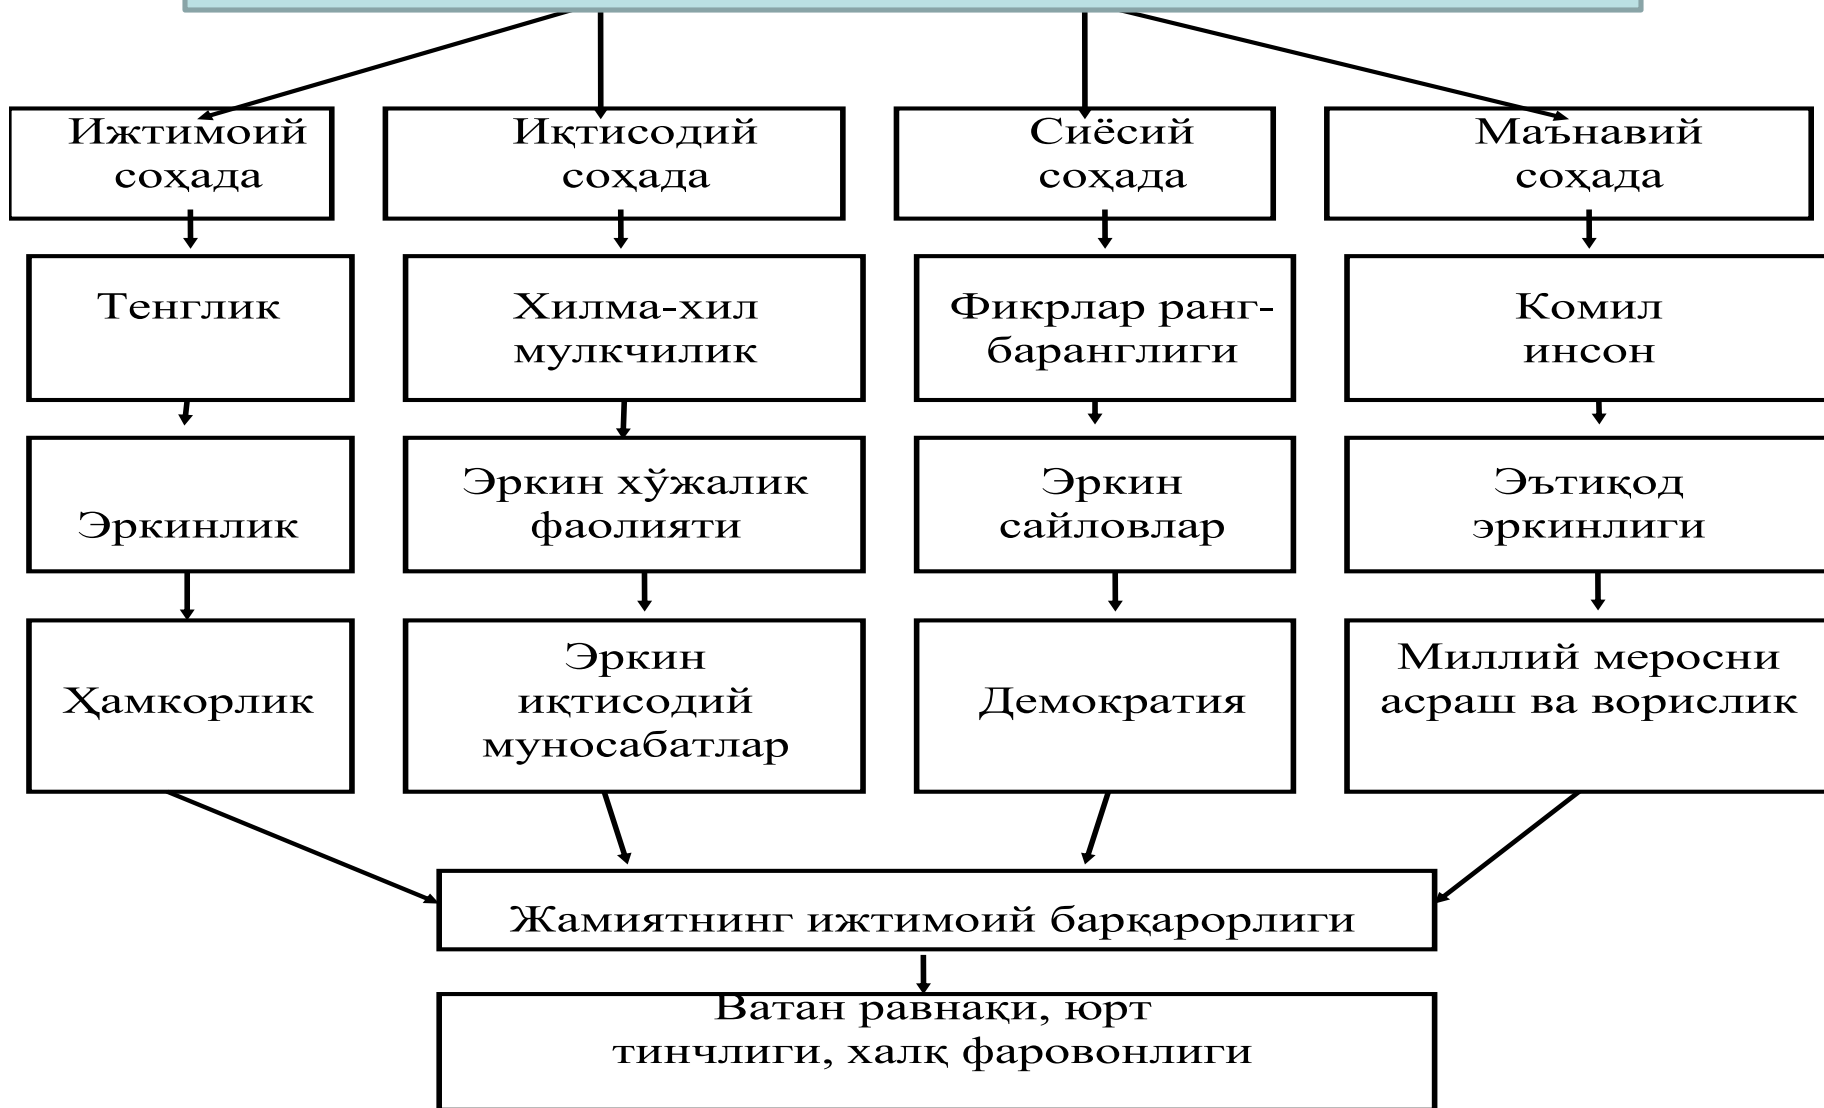 Ижтимоий
соҳада
Иқтисодий
соҳада
Сиёсий
соҳада
Маънавий
соҳада
Тенглик
Хилма-хил
мулкчилик
Фикрлар ранг-
баранглиги
Комил
инсон
Эркинлик
Эркин хўжалик
фаолияти
Эркин
сайловлар
Эътиқод
эркинлиги
Ҳамкорлик
Эркин
иқтисодий
муносабатлар
Демократия
Миллий меросни
асраш ва ворислик
Жамиятнинг ижтимоий барқарорлиги
Ватан равнақи, юрт
тинчлиги, халқ фаровонлиги